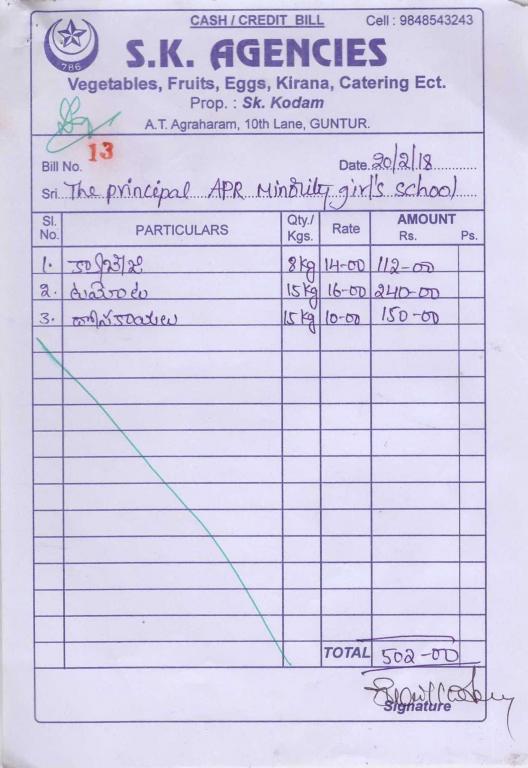 CASH / CREDIT BILL
Cell : 9848543243
786
S.K. AGENCIES
Vegetables, Fruits, Eggs, Kirana, Catering Ect.
Prop. : Sk. Kodam
A.T. Agraharam, 10th Lane, GUNTUR.
Bill No. 13
Date 20/2/18
Sri. The principal APR Minority girl's school
Sl. No. PARTICULARS Qty./ Kgs. Rate AMOUNT Rs. Ps.
1. 8kg 14-00 112-00
2. 15kg 16-00 240-00
3. 15kg 10-00 150-00
TOTAL 502-00
Signature